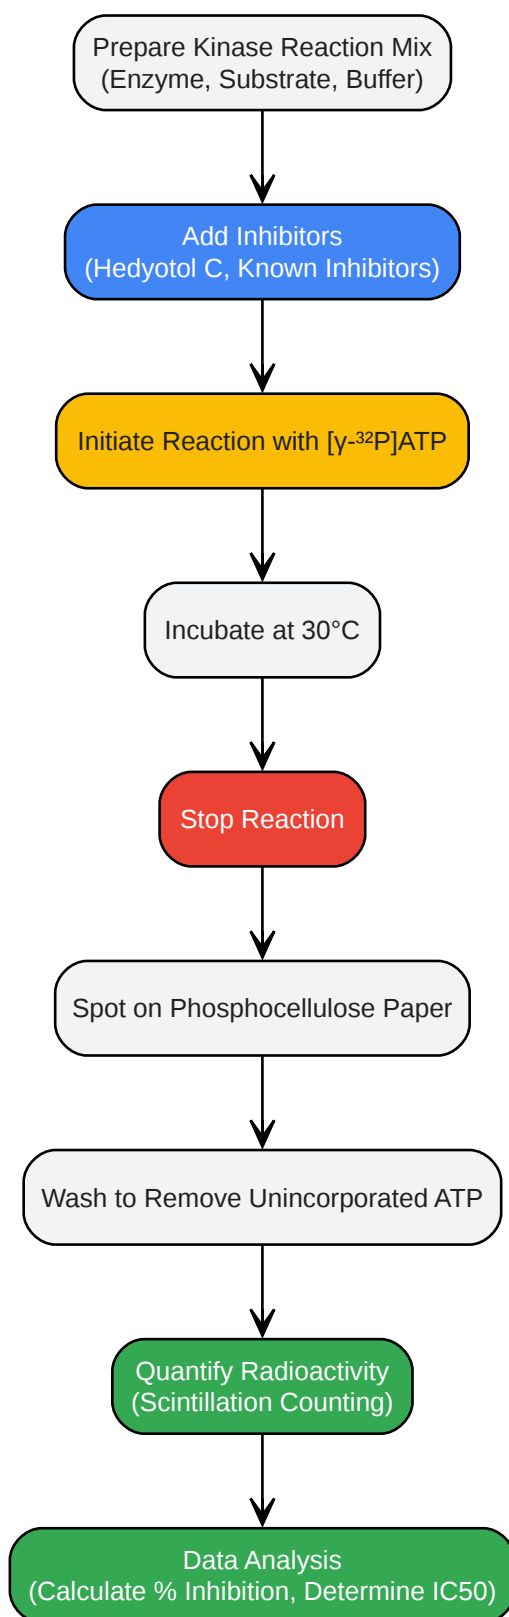 Prepare Kinase Reaction Mix
(Enzyme, Substrate, Buffer)
Add Inhibitors
(Hedyotol C, Known Inhibitors)
Initiate Reaction with [γ-³²P]ATP
Incubate at 30°C
Stop Reaction
Spot on Phosphocellulose Paper
Wash to Remove Unincorporated ATP
Quantify Radioactivity
(Scintillation Counting)
Data Analysis
(Calculate % Inhibition, Determine IC50)